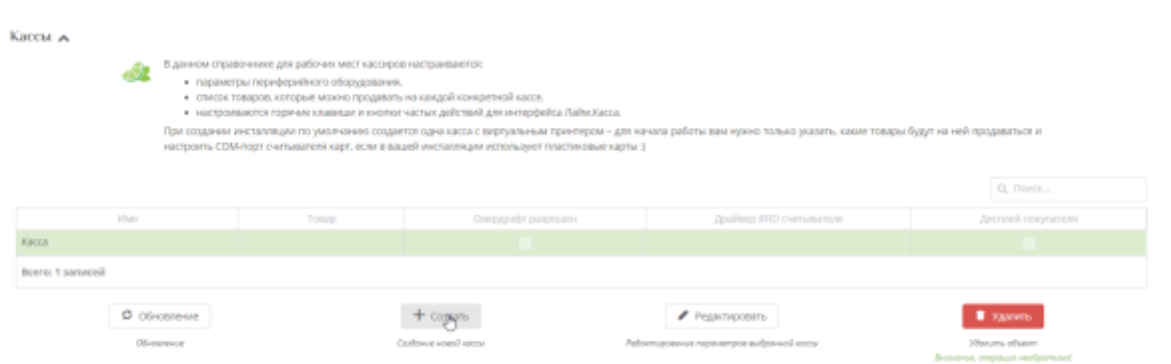 Кассы
В данном справочнике для рабочих мест кассиров настраиваются:
параметры периферийного оборудования,
список товаров, которые можно продавать на каждой конкретной кассе,
настроиваются горячие клавиши и кнопки частых действий для интерфейса Лайм.Касса.
При создании инсталляции по умолчанию создается одна касса с виртуальным принтером – для начала работы вам нужно только указать, какие товары будут на ней продаваться и
настроить COM-порт считывателя карт, если в вашей инсталляции используют пластиковые карты :)
Поиск...
Имя Товар Овердрафт разрешен Драйвер RFID считывателя Дисплей покупателя
Касса
Всего: 1 записей
Обновление Создать Редактировать Удалить
Обновление Создание новой кассы Редактирование параметров выбранной кассы Удалить объект
Внимание, операция необратима!